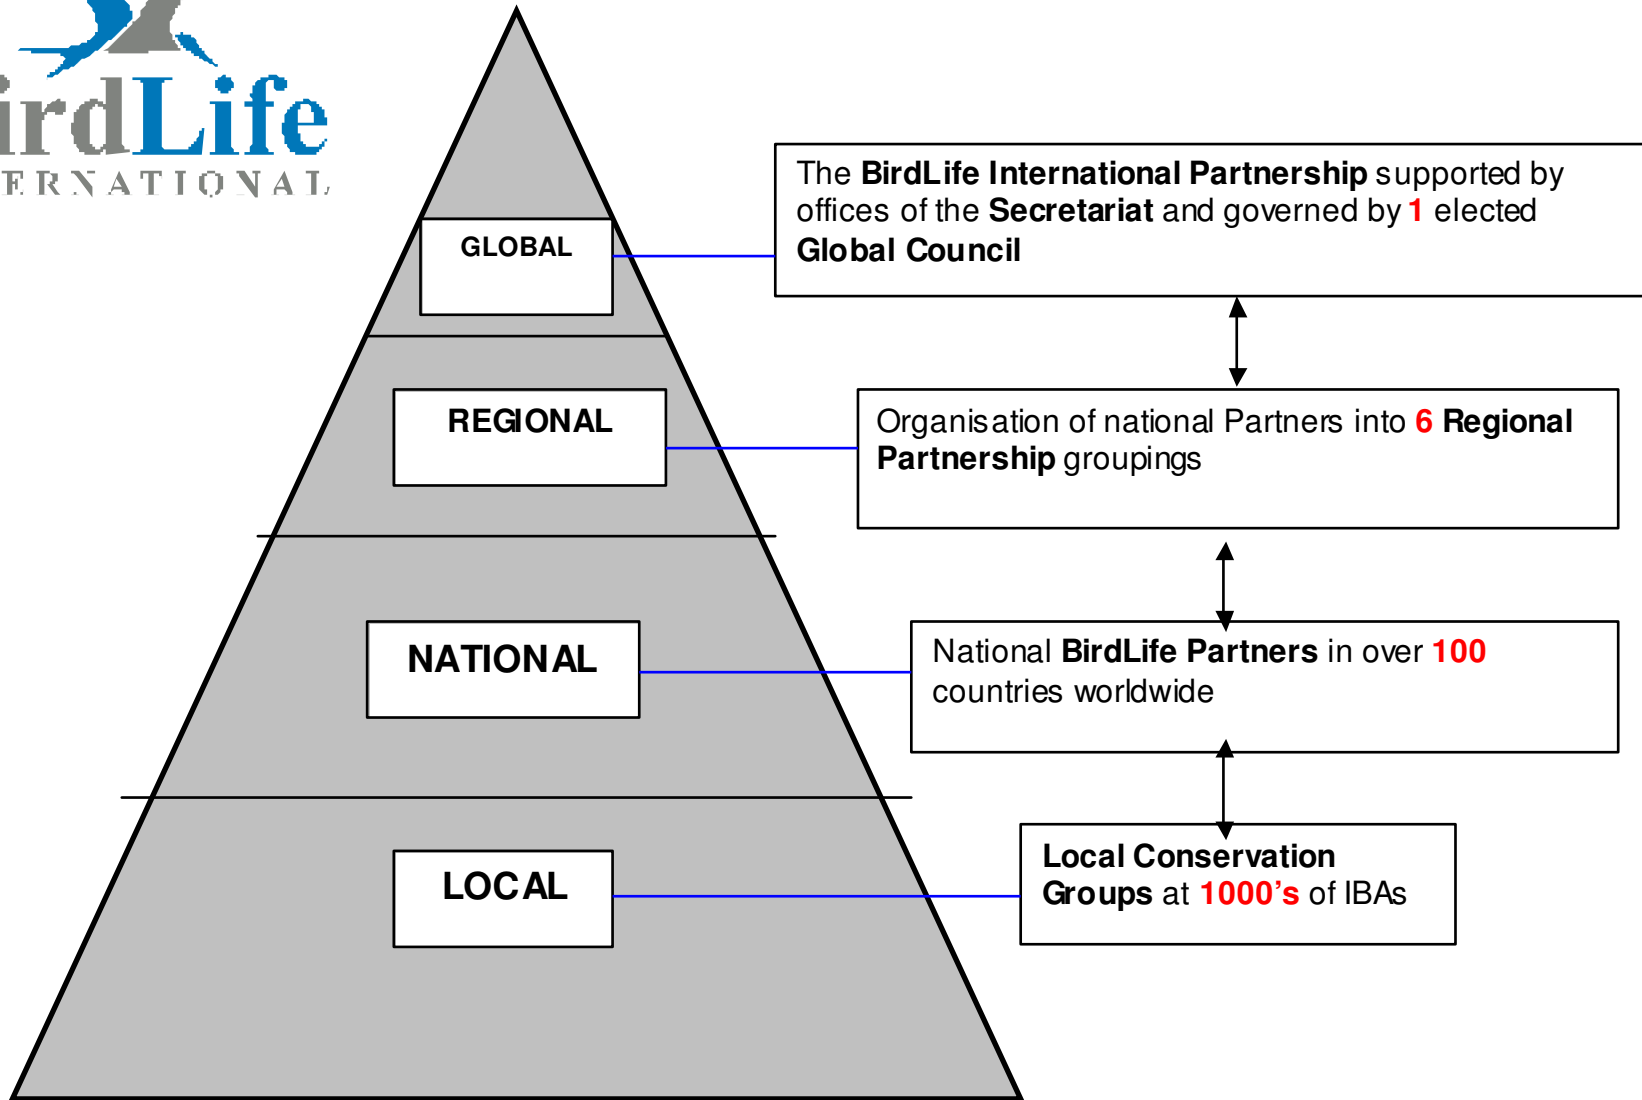 irdLife
ERNATIONAL
The BirdLife International Partnership supported by
offices of the Secretariat and governed by 1 elected
Global Council
GLOBAL
REGIONAL
Organisation of national Partners into 6 Regional
Partnership groupings
NATIONAL
National BirdLife Partners in over 100
countries worldwide
LOCAL
Local Conservation
Groups at 1000’s of IBAs